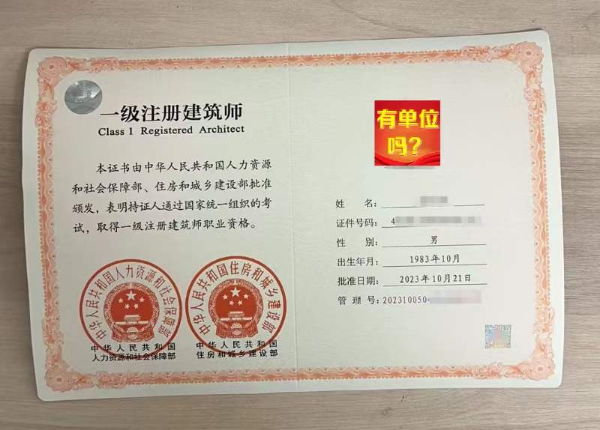 一级注册建筑师
Class 1 Registered Architect
本证书由中华人民共和国人力资源
和社会保障部、住房和城乡建设部批准
颁发，表明持证人通过国家统一组织的考
试，取得一级注册建筑师职业资格。
中华人民共和国人力资源和社会保障部
中华人民共和国住房和城乡建设部
中华人民共和国
人力资源和社会保障部
中华人民共和国
住房和城乡建设部
有单位
吗？
姓 名：
证件号码：4
性 别：男
出生年月：1983年10月
批准日期：2023年10月21日
管 理 号：202310050